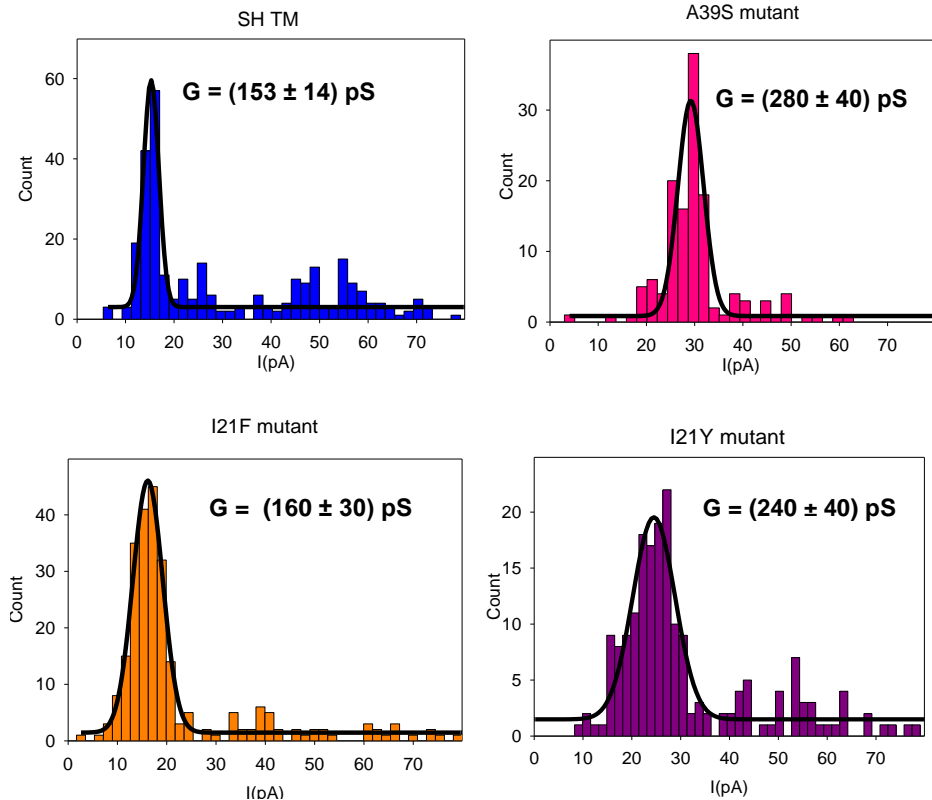 SH TM
G = (153 ± 14) pS
Count
60
40
20
0
0 10 20 30 40 50 60 70
I(pA)
A39S mutant
G = (280 ± 40) pS
Count
30
20
10
0
0 10 20 30 40 50 60 70
I(pA)
I21F mutant
G = (160 ± 30) pS
Count
40
30
20
10
0
0 10 20 30 40 50 60 70
I(pA)
I21Y mutant
G = (240 ± 40) pS
Count
20
15
10
5
0
0 10 20 30 40 50 60 70
I(pA)